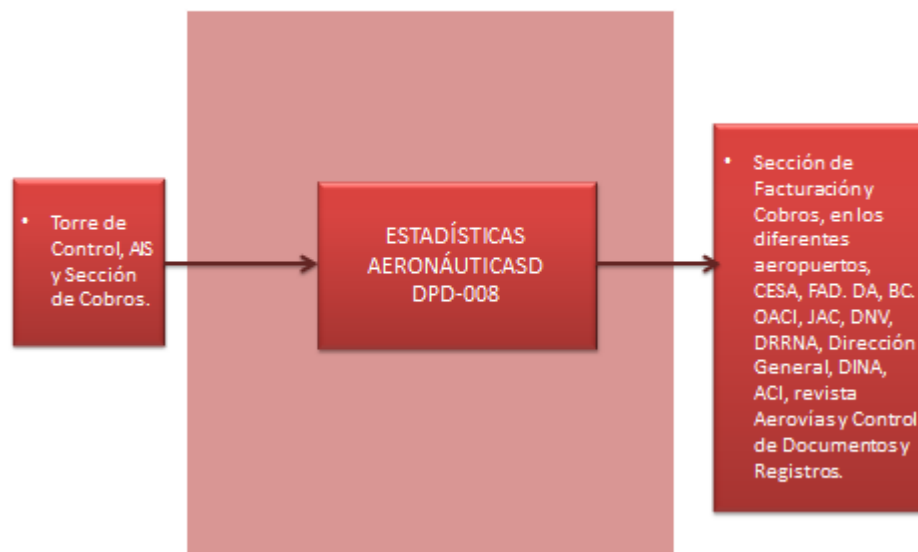 • Torre de
Control, AIS
y Sección
de Cobros.
ESTADÍSTICAS
AERONÁUTICASD
DPD-008
• Sección de
Facturación y
Cobros, en los
diferentes
aeropuertos,
CESA, FAD. DA, BC.
OACI, JAC, DNV,
DRRNA, Dirección
General, DINA,
ACI, revista
Aerovías y Control
de Documentos y
Registros.